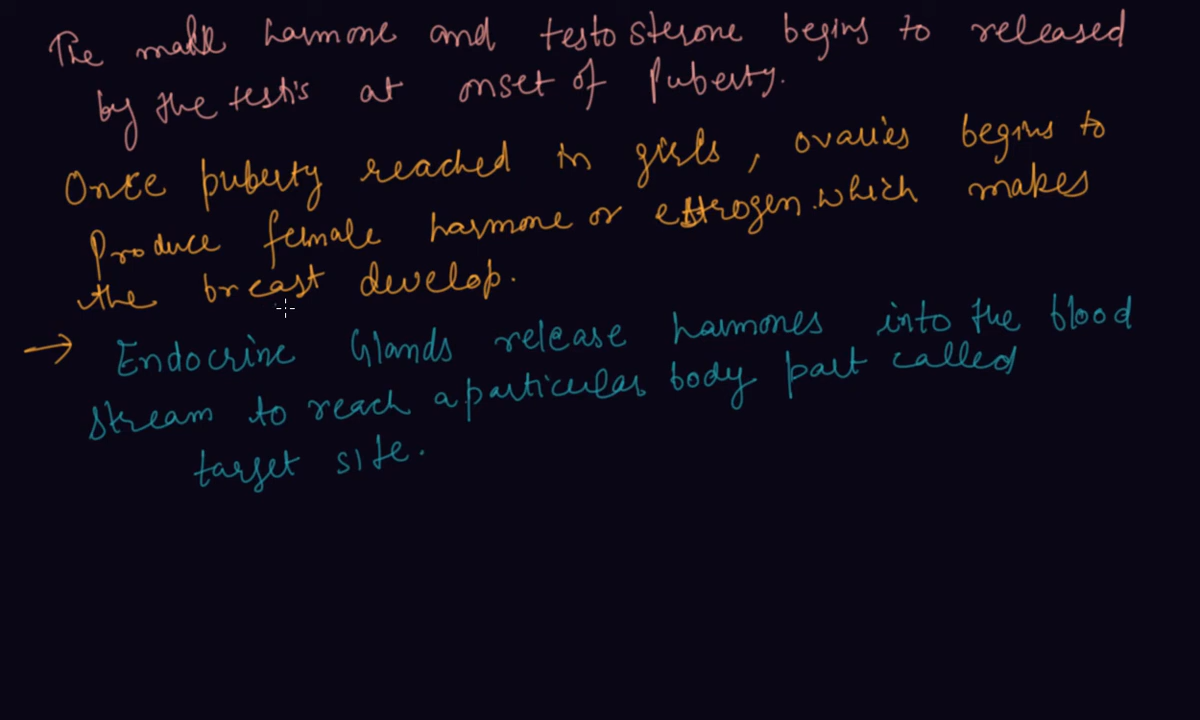 The male harmone and testosterone begins to released
by the testis at onset of Puberty.
Once puberty reached in girls, ovaries begins to
produce female harmone or estrogen which makes
the breast develop.
→ Endocrine Glands release harmones into the blood
stream to reach a particular body part called
target site.